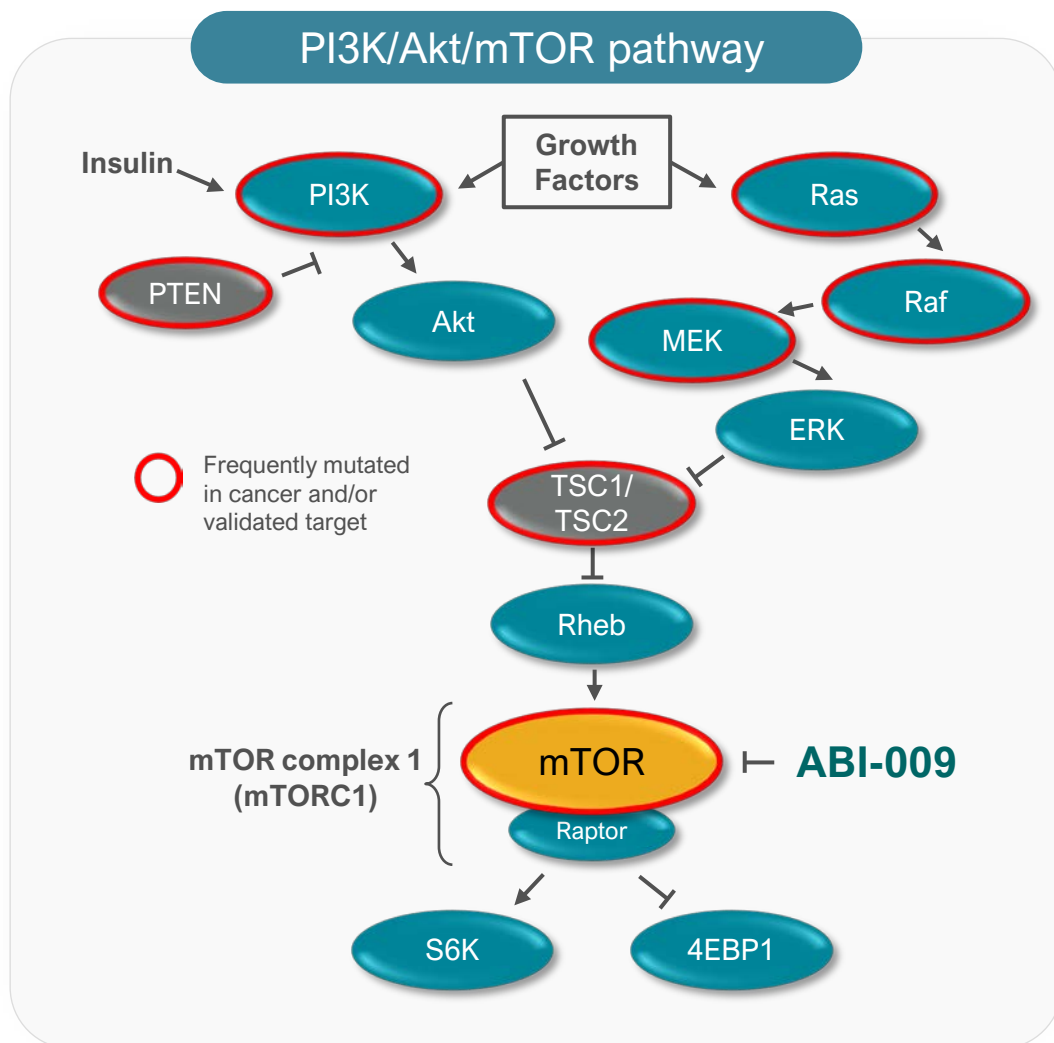 PI3K/Akt/mTOR pathway
Growth
Factors
Insulin
PI3K
Ras
PTEN
Akt
Raf
MEK
ERK
Frequently mutated
in cancer and/or
validated target
TSC1/
TSC2
Rheb
mTOR complex 1
(mTORC1)
mTOR
ABI-009
Raptor
S6K
4EBP1